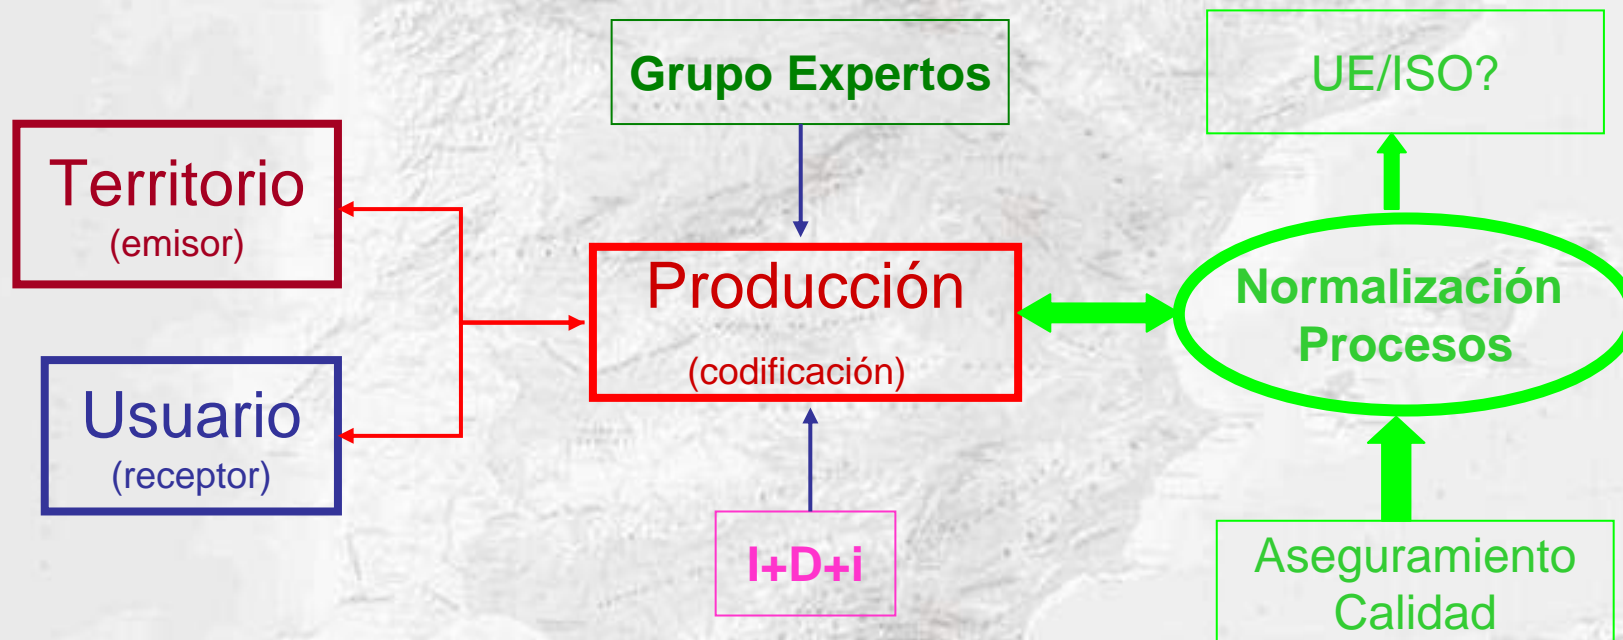 Grupo Expertos
UE/ISO?
Territorio
(emisor)
Producción
(codificación)
Normalización
Procesos
Usuario
(receptor)
I+D+i
Aseguramiento
Calidad